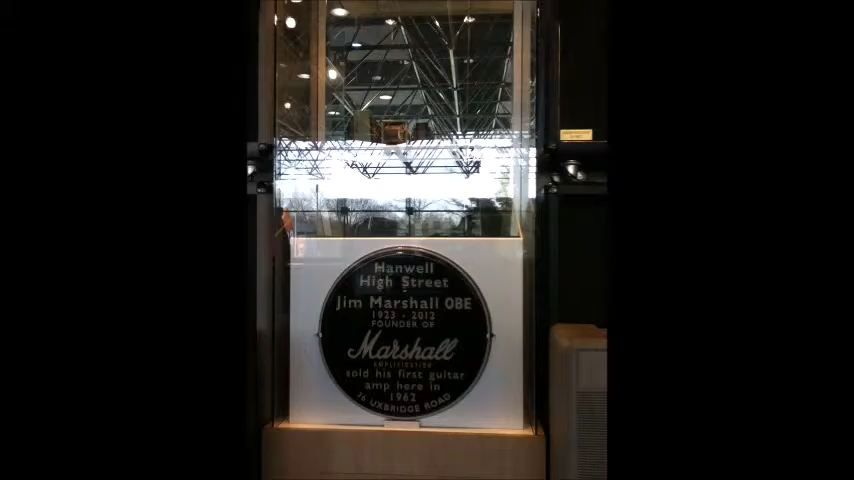 Hanwell
High Street
Jim Marshall OBE
1923 - 2012
FOUNDER OF
Marshall
AMPLIFICATION
sold his first guitar
amp here in
1962
76 UXBRIDGE ROAD